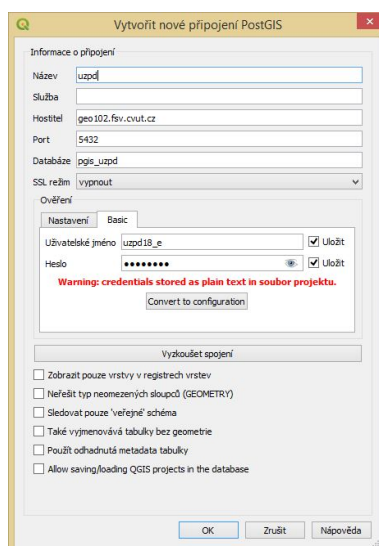 Vytvořit nové připojení PostGIS
Informace o připojení
Název uzpd
Služba
Hostitel geo102.fsv.cvut.cz
Port 5432
Databáze pgis_uzpd
SSL režim vypnout
Ověření
Nastavení Basic
Uživatelské jméno uzpd18_e Uložit
Heslo ●●●●●●●● Uložit
Warning: credentials stored as plain text in soubor projektu.
Convert to configuration
Vyzkoušet spojení
Zobrazit pouze vrstvy v registrech vrstev
Neřešit typ neomezených sloupců (GEOMETRY)
Sledovat pouze 'veřejné' schéma
Také vyjmenovává tabulky bez geometrie
Použít odhadnutá metadata tabulky
Allow saving/loading QGIS projects in the database
OK Zrušit Nápověda